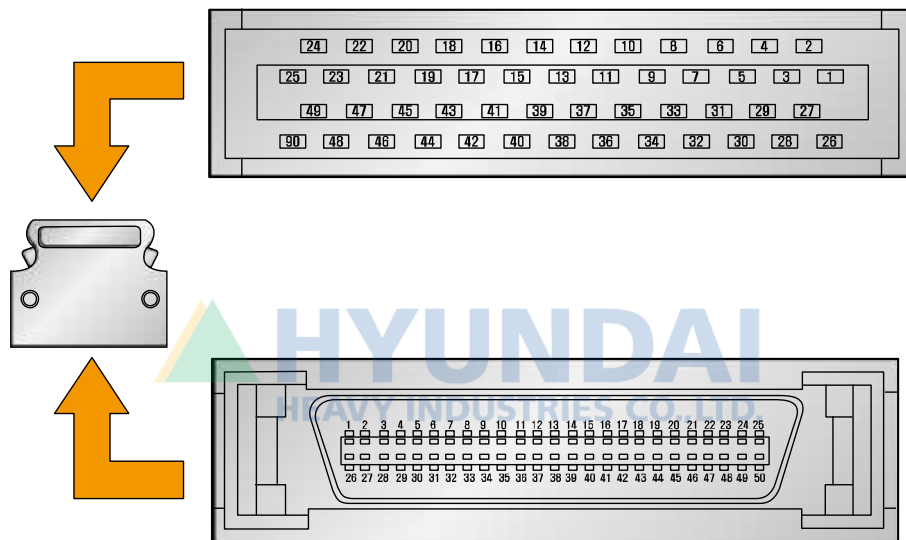 24 22 20 18 16 14 12 10 8 6 4 2
25 23 21 19 17 15 13 11 9 7 5 3 1
49 47 45 43 41 39 37 35 33 31 29 27
90 48 46 44 42 40 38 36 34 32 30 28 26
HYUNDAI
HEAVY INDUSTRIES CO.,LTD.
1 2 3 4 5 6 7 8 9 10 11 12 13 14 15 16 17 18 19 20 21 22 23 24 25
26 27 28 29 30 31 32 33 34 35 36 37 38 39 40 41 42 43 44 45 46 47 48 49 50